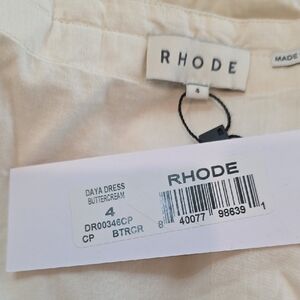 RHODE
MADE
4
RHODE
DAYA DRESS
BUTTERCREAM
4
DR00346CP
CP BTRCR
8 40077 98639 1